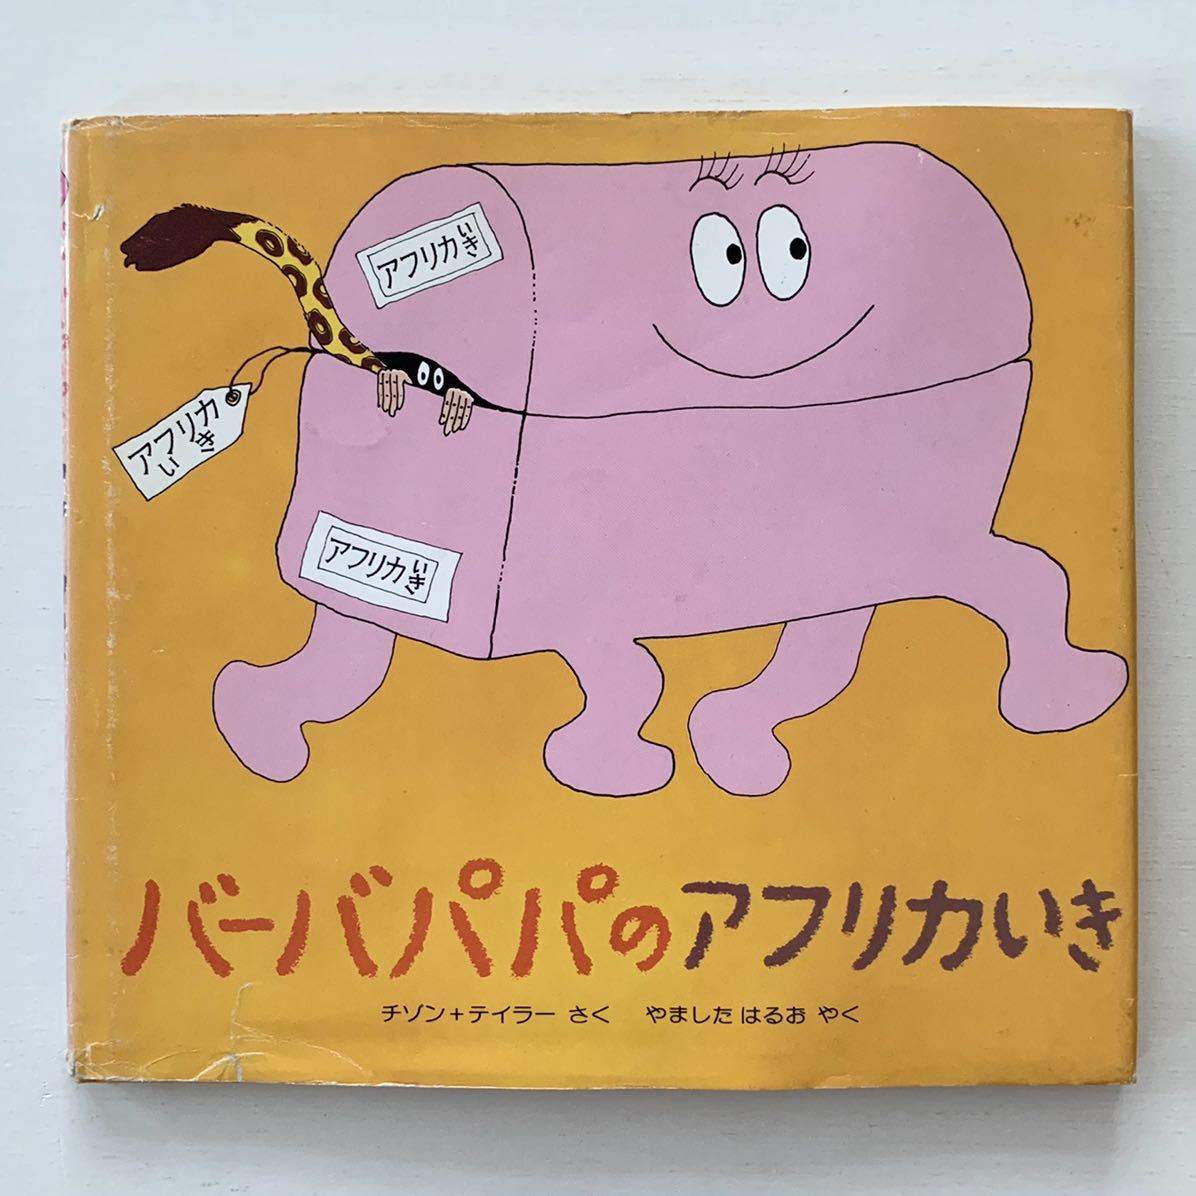 アフリカいき
アフリカいき
アフリカいき
バーバパパのアフリカいき
チゾン+テイラー さく　やました はるお やく